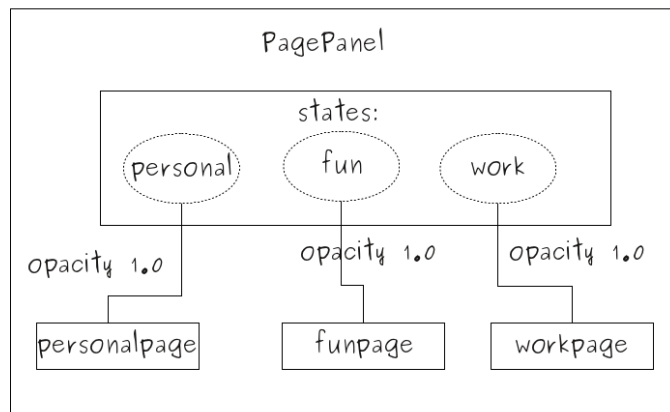 PagePanel
states:
personal fun work
opacity 1.0 opacity 1.0 opacity 1.0
personalpage funpage workpage